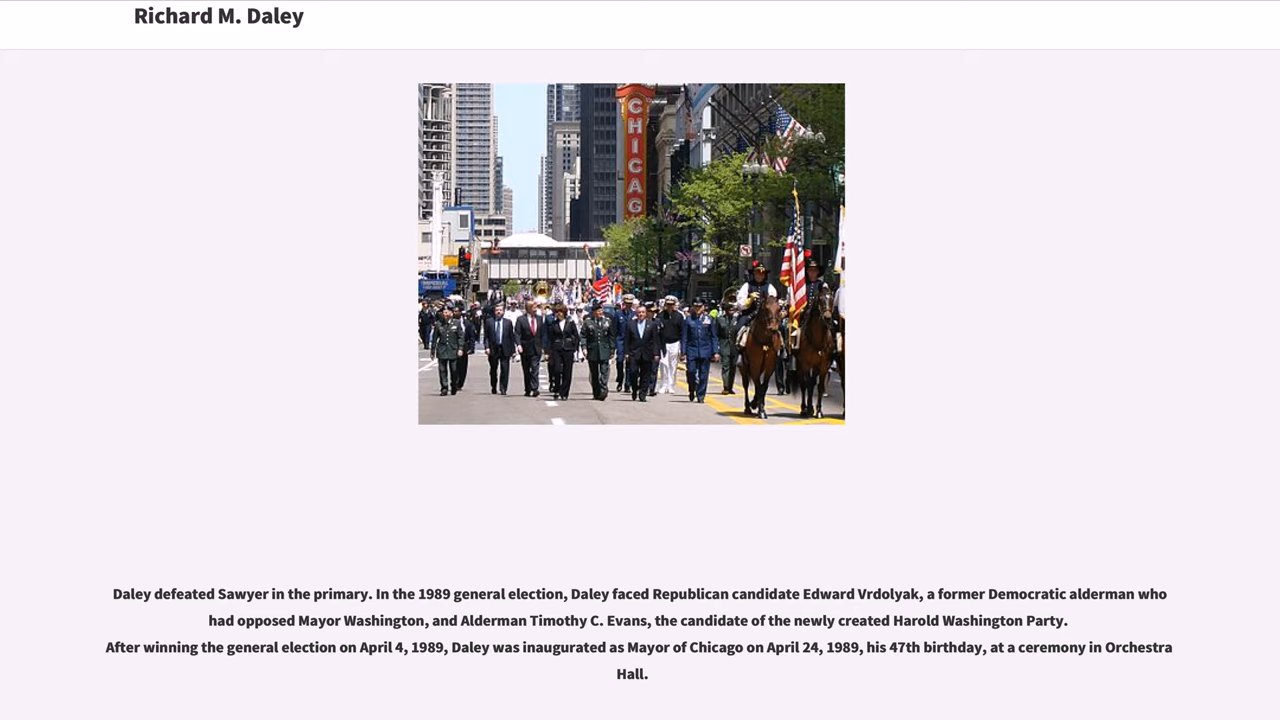 Richard M. Daley
CHICAG
Daley defeated Sawyer in the primary. In the 1989 general election, Daley faced Republican candidate Edward Vrdolyak, a former Democratic alderman who
had opposed Mayor Washington, and Alderman Timothy C. Evans, the candidate of the newly created Harold Washington Party.
After winning the general election on April 4, 1989, Daley was inaugurated as Mayor of Chicago on April 24, 1989, his 47th birthday, at a ceremony in Orchestra
Hall.